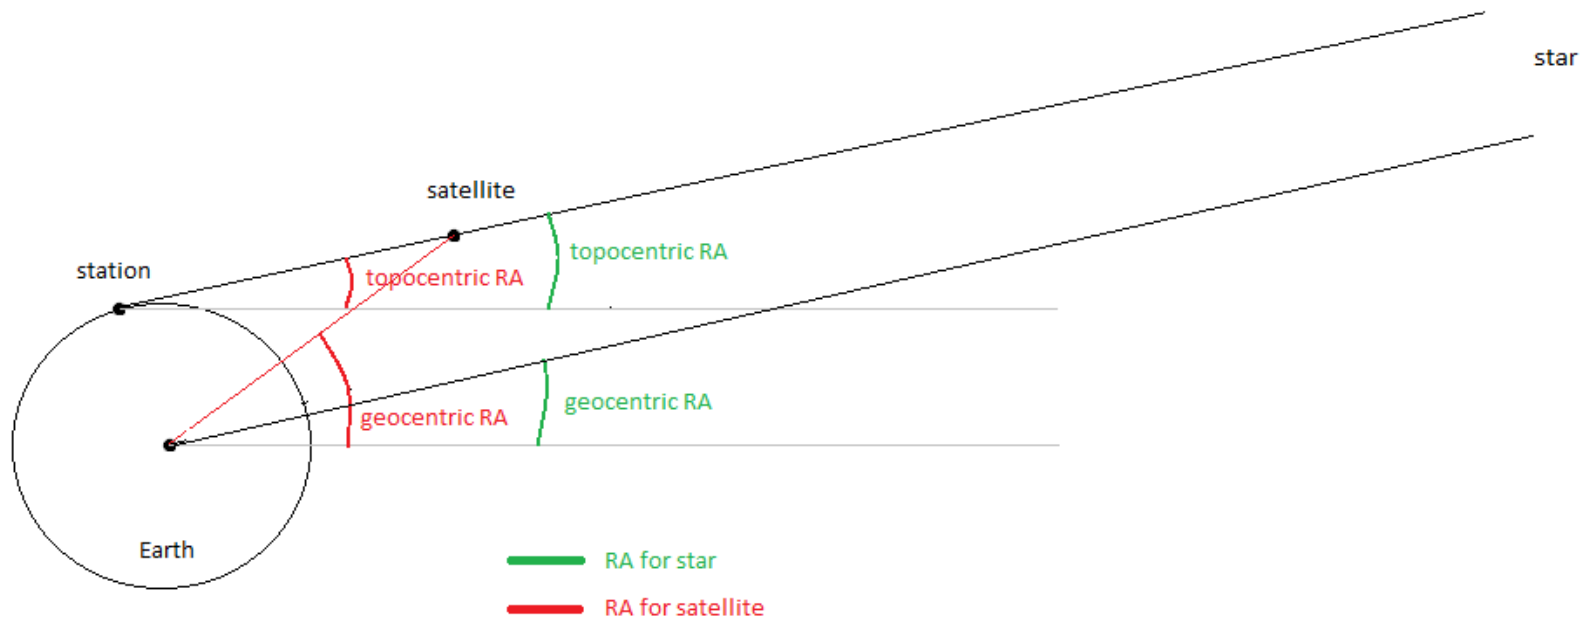 star
satellite
topocentric RA
station
topocentric RA
geocentric RA
geocentric RA
Earth
RA for star
RA for satellite